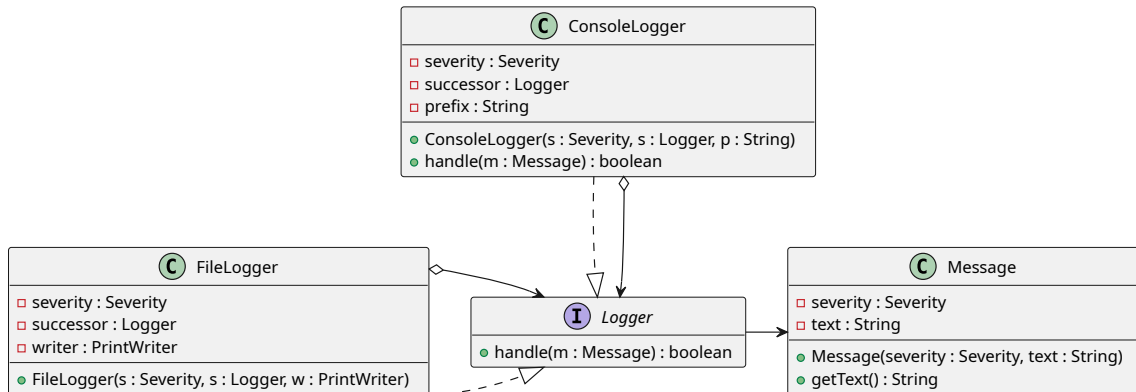 C ConsoleLogger
severity : Severity
successor : Logger
prefix : String
ConsoleLogger(s : Severity, s : Logger, p : String)
handle(m : Message) : boolean
C FileLogger
severity : Severity
successor : Logger
writer : PrintWriter
FileLogger(s : Severity, s : Logger, w : PrintWriter)
I Logger
handle(m : Message) : boolean
C Message
severity : Severity
text : String
Message(severity : Severity, text : String)
getText() : String